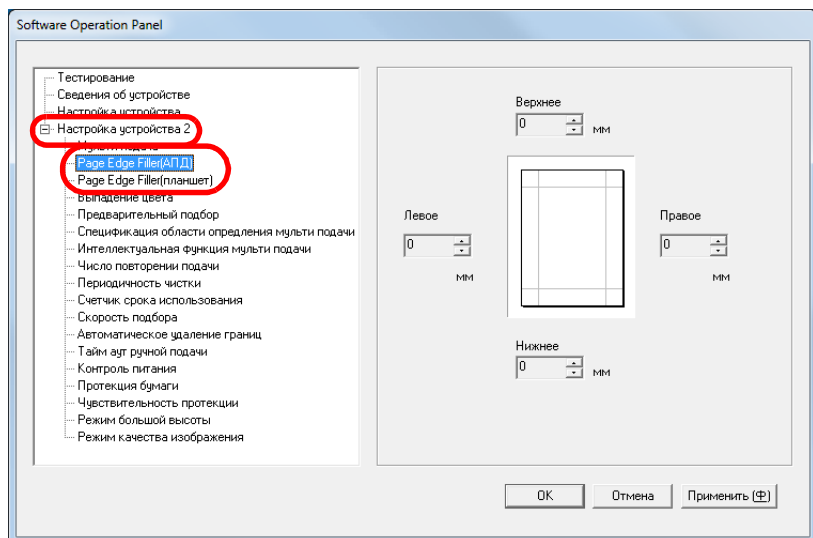 Software Operation Panel
Тестирование
Сведения об устройстве
Настройка устройства
Настройка устройства 2
Мульти подача
Page Edge Filler(АПД)
Page Edge Filler(планшет)
Выпадение цвета
Предварительный подбор
Спецификация области опредления мульти подачи
Интеллектуальная функция мульти подачи
Число повторении подачи
Периодичность чистки
Счетчик срока использования
Скорость подбора
Автоматическое удаление границ
Тайм аут ручной подачи
Контроль питания
Протекция бумаги
Чувствительность протекции
Режим большой высоты
Режим качества изображения
Верхнее
0 мм
Левое
0
мм
Правое
0
мм
Нижнее
0 мм
OK Отмена Применить (Ф)